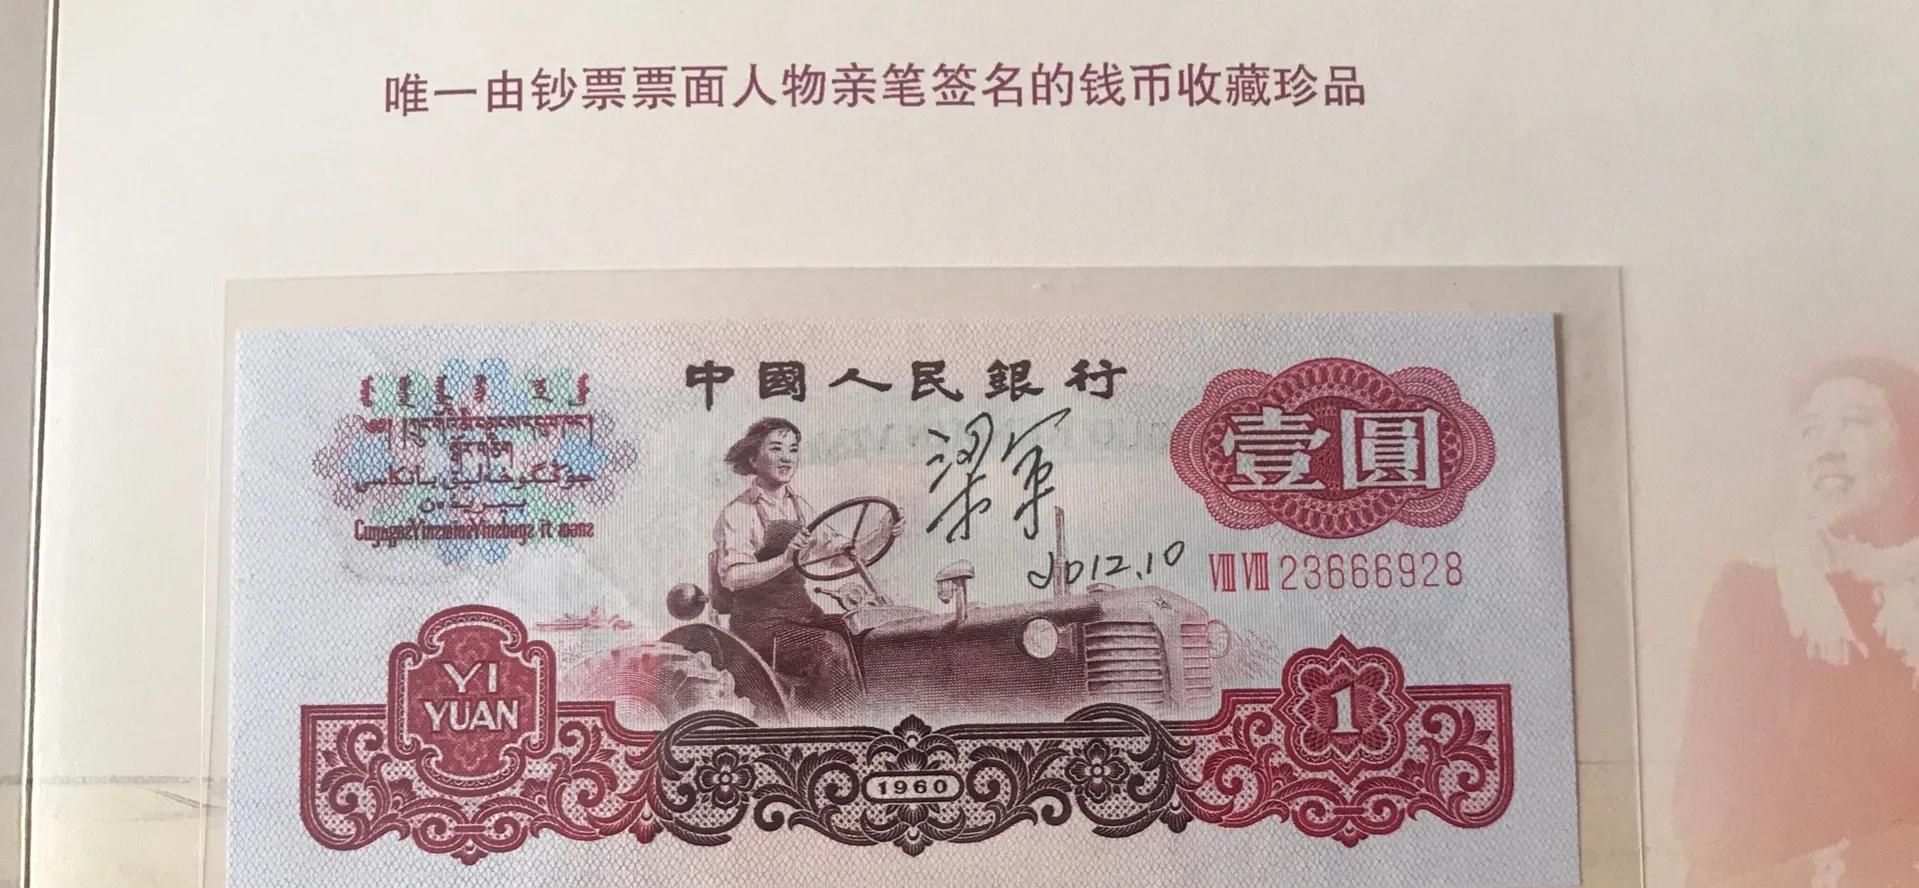 唯一由钞票票面人物亲笔签名的钱币收藏珍品
中國人民銀行
梁军
2012.10
壹圓
ⅧⅧ 23666928
YI
YUAN
1
1960